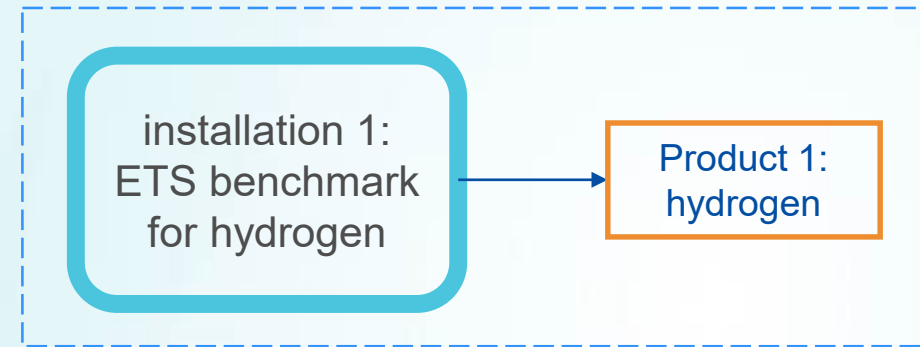 installation 1:
ETS benchmark
for hydrogen
Product 1:
hydrogen